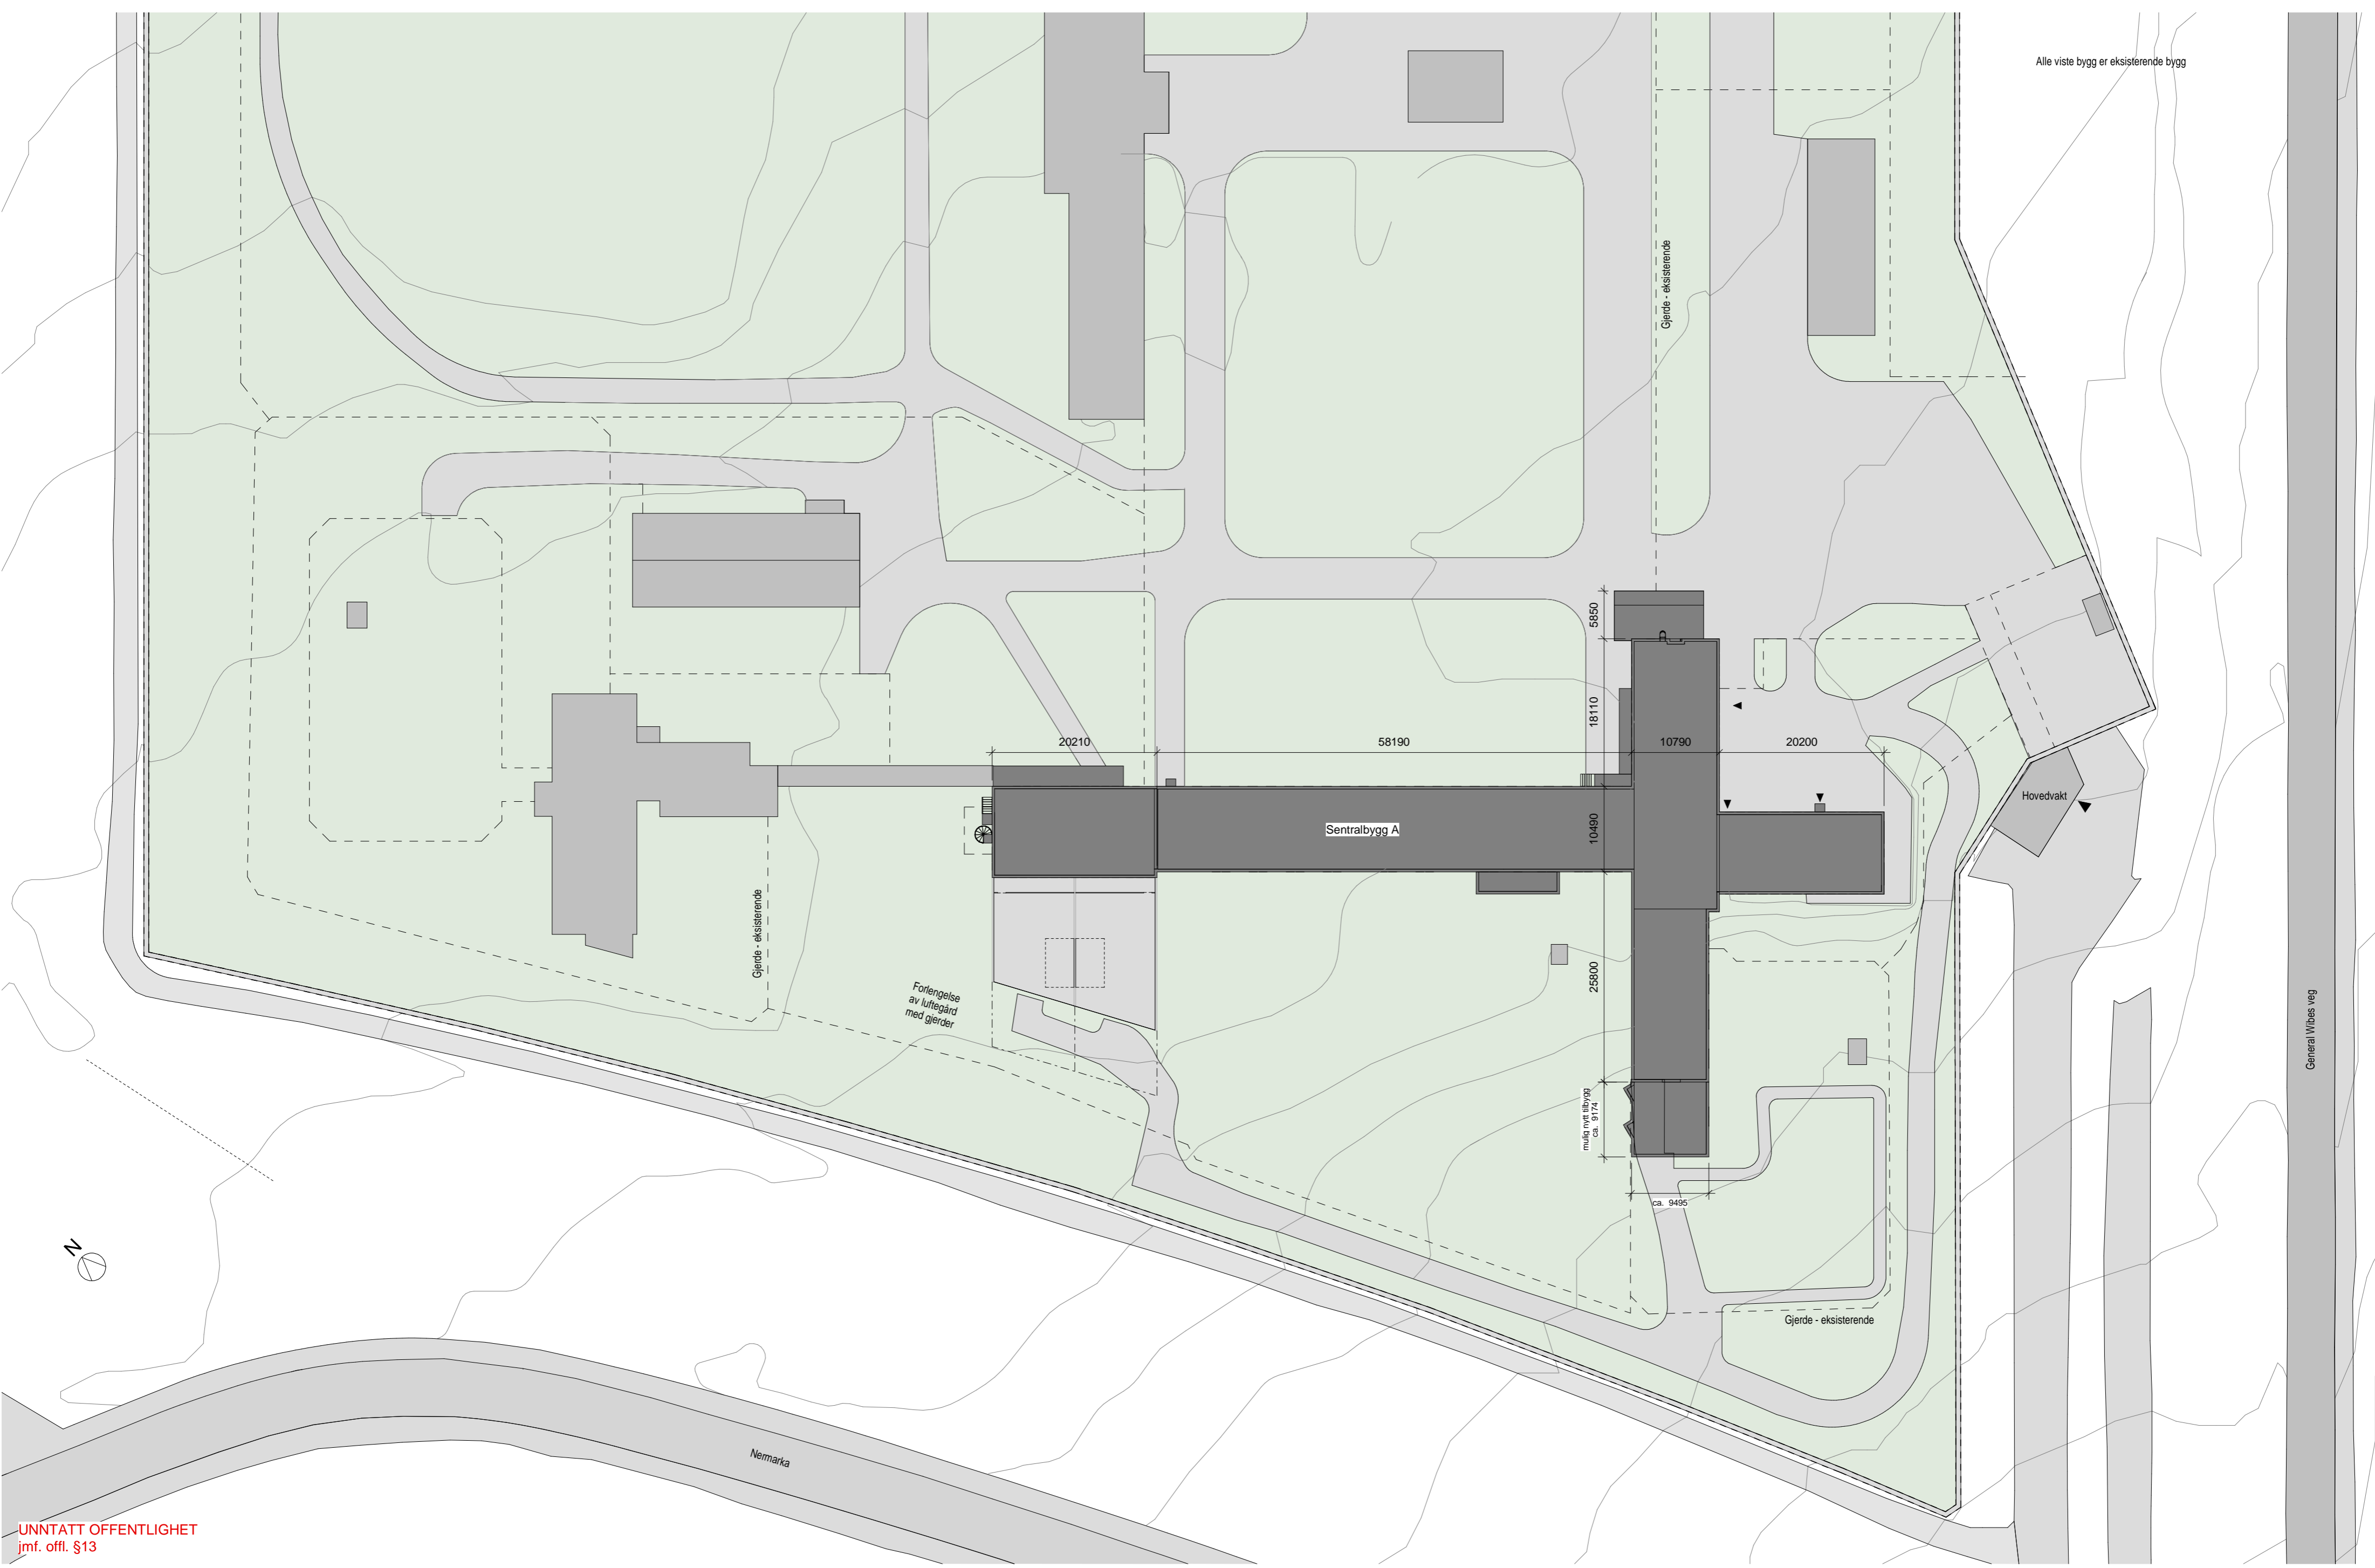 Alle viste bygg er eksisterende bygg
Gjerde - eksisterende
5850
18110
20210
58190
10790
20200
Hovedvakt
Sentralbygg A
10490
Gjerde - eksisterende
25800
Forlengelse
av luftegård
med gjerder
General Wibes veg
mulig nytt tilbygg
ca. 9174
ca. 9495
N
Gjerde - eksisterende
Nermarka
UNNTATT OFFENTLIGHET
jmf. offl. §13